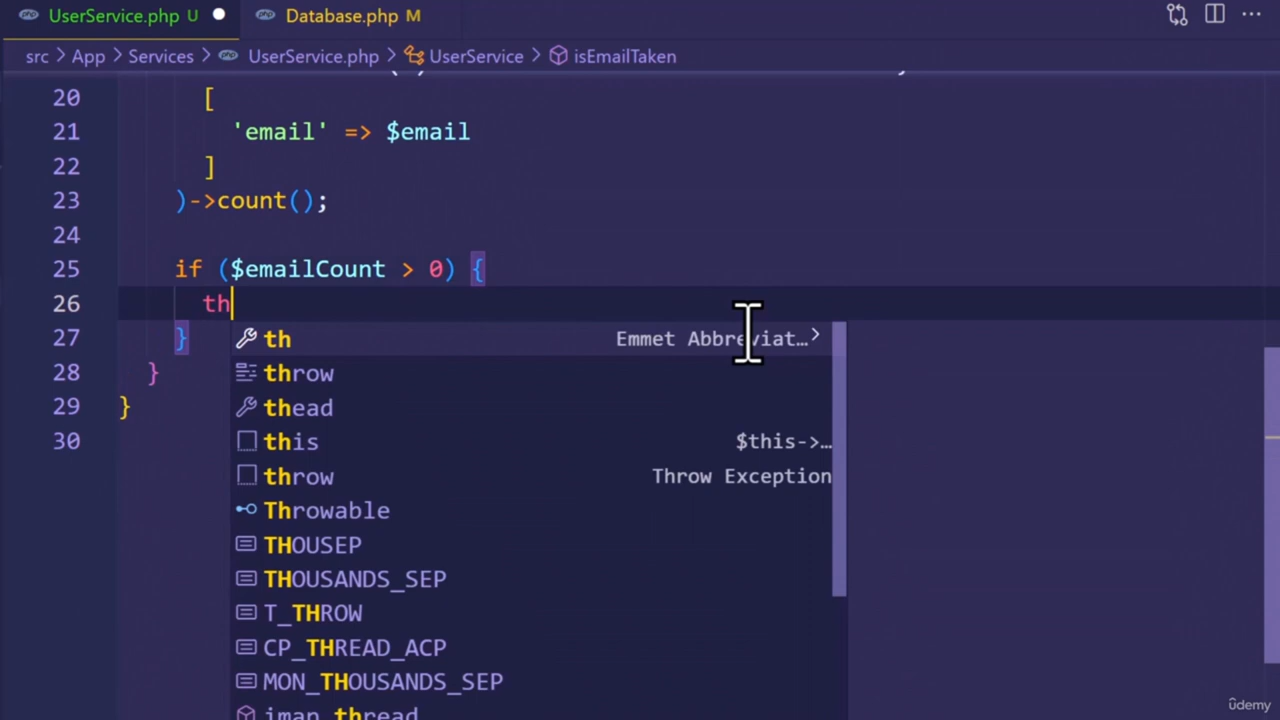 UserService.php U Database.php M
src > App > Services > UserService.php > UserService > isEmailTaken
20 [
21 'email' => $email
22 ]
23 )->count();
24
25 if ($emailCount > 0) {
26 th
27 }
28 }
29 }
30
th Emmet Abbreviat… >
throw
thead
this $this->…
throw Throw Exception
Throwable
THOUSEP
THOUSANDS_SEP
T_THROW
CP_THREAD_ACP
MON_THOUSANDS_SEP
imap_thread
ûdemy